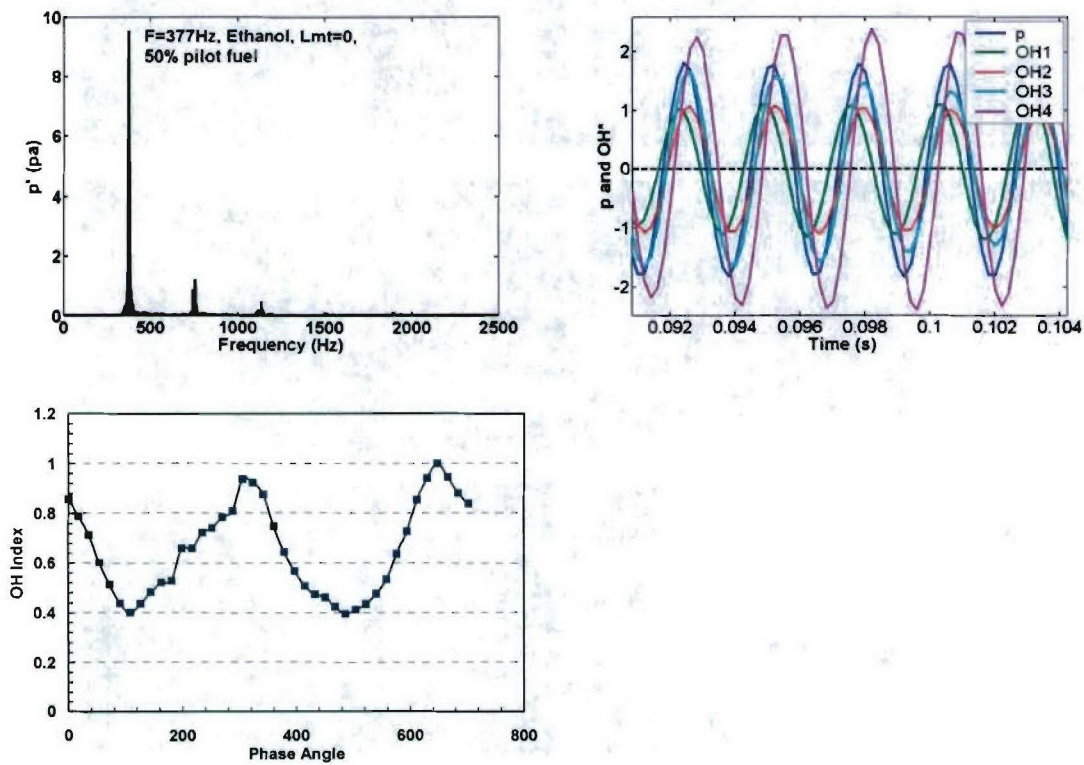 10
8
6
4
2
0
p' (pa)
F=377Hz, Ethanol, Lmt=0,
50% pilot fuel
0 500 1000 1500 2000 2500
Frequency (Hz)
2
1
0
-1
-2
p and OH*
p
OH1
OH2
OH3
OH4
0.092 0.094 0.096 0.098 0.1 0.102 0.104
Time (s)
1.2
1
0.8
0.6
0.4
0.2
0
OH Index
0 200 400 600 800
Phase Angle